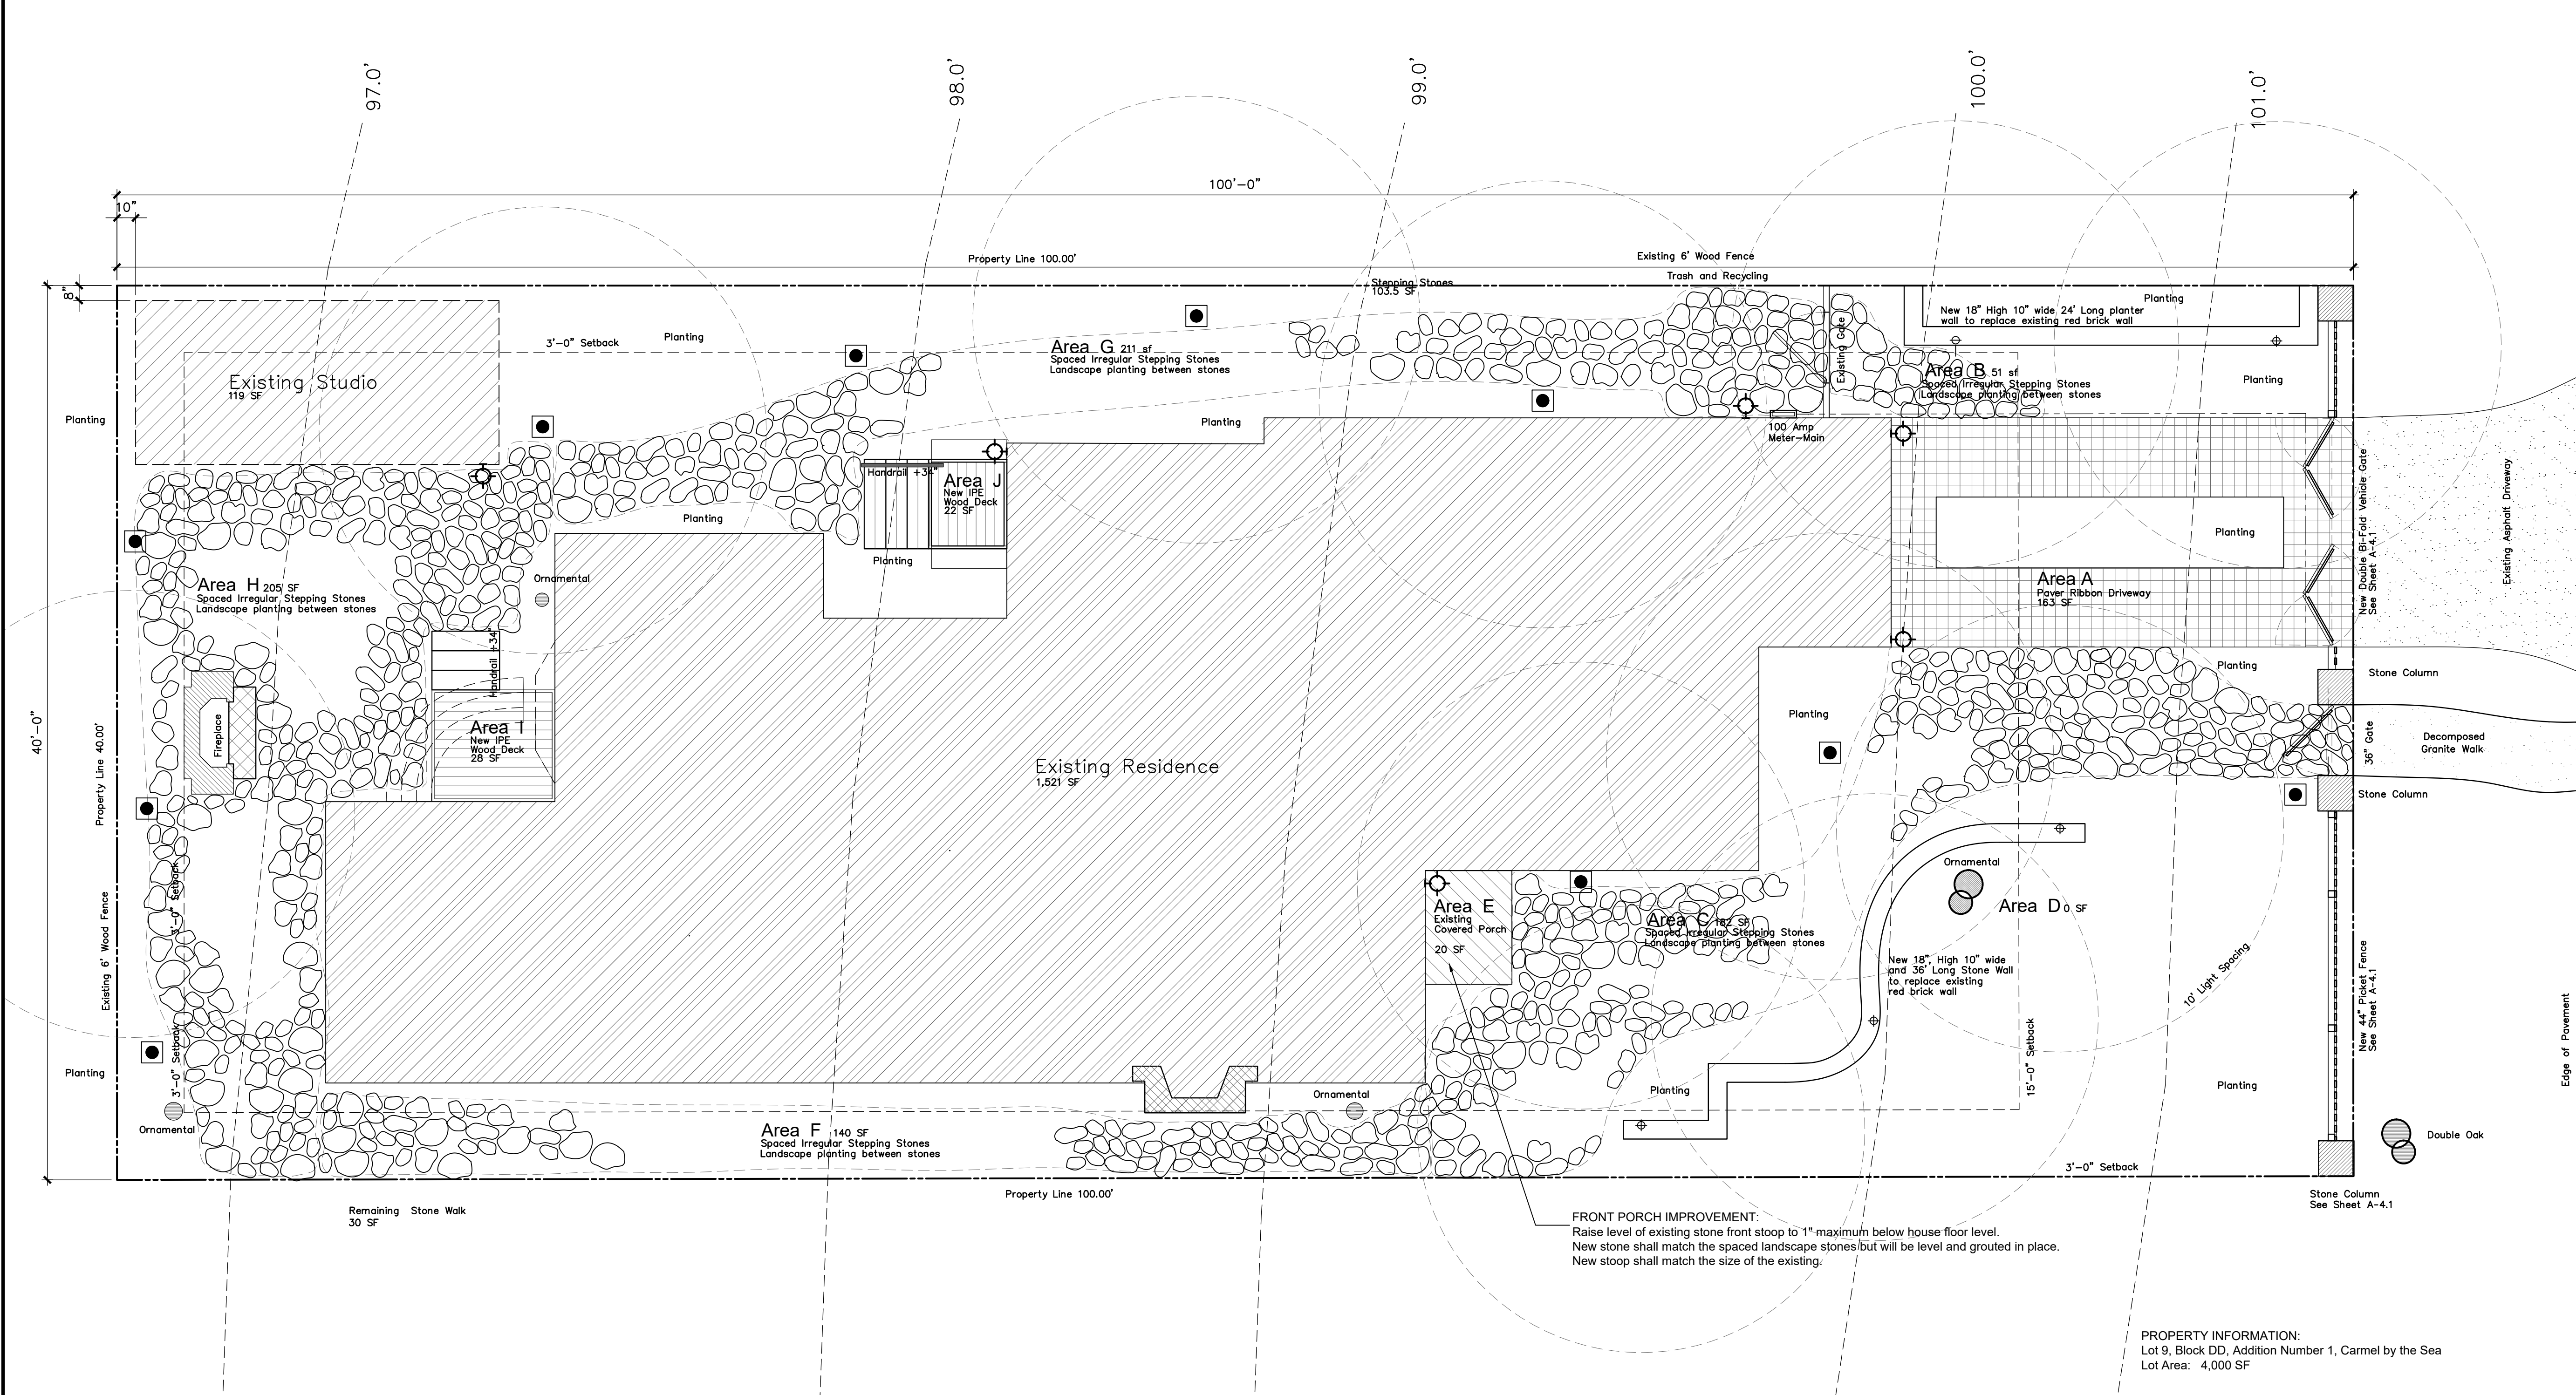 97.0'
98.0'
99.0'
100.0'
101.0'
100'-0"
10"
8"
Property Line 100.00'
Existing 6' Wood Fence
Trash and Recycling
Stepping Stones
103.5 SF
Planting
New 18" High 10" wide 24' Long planter
wall to replace existing red brick wall
Existing Gate
3'-0" Setback
Planting
Area G 211 sf
Spaced Irregular Stepping Stones
Landscape planting between stones
Existing Studio
119 SF
Area B 51 sf
Spaced Irregular Stepping Stones
Landscape planting between stones
Planting
Planting
Planting
100 Amp
Meter-Main
Handrail +34"
Area J
New IPE
Wood Deck
22 SF
Planting
Planting
Planting
New Double Bi-Fold Vehicle Gate
See Sheet A-4.1
Existing Asphalt Driveway
Area A
Paver Ribbon Driveway
163 SF
Ornamental
Area H 205 SF
Spaced Irregular Stepping Stones
Landscape planting between stones
Handrail +34"
Planting
Stone Column
Fireplace
Area I
New IPE
Wood Deck
28 SF
Planting
36" Gate
Decomposed
Granite Walk
40'-0"
Property Line 40.00'
Existing Residence
1,521 SF
Stone Column
3'-0" Setback
Existing 6' Wood Fence
Ornamental
Area D 0 SF
Area E
Existing
Covered Porch
20 SF
Area C 162 SF
Spaced Irregular Stepping Stones
Landscape planting between stones
New 18", High 10" wide
and 36' Long Stone Wall
to replace existing
red brick wall
10' Light Spacing
New 44" Picket Fence
See Sheet A-4.1
Edge of Pavement
3'-0" Setback
Planting
15'-0" Setback
Planting
Planting
Ornamental
Ornamental
Area F 140 SF
Spaced Irregular Stepping Stones
Landscape planting between stones
Double Oak
3'-0" Setback
Property Line 100.00'
Stone Column
See Sheet A-4.1
Remaining Stone Walk
30 SF
FRONT PORCH IMPROVEMENT:
Raise level of existing stone front stoop to 1" maximum below house floor level.
New stone shall match the spaced landscape stones but will be level and grouted in place.
New stoop shall match the size of the existing.
PROPERTY INFORMATION:
Lot 9, Block DD, Addition Number 1, Carmel by the Sea
Lot Area: 4,000 SF